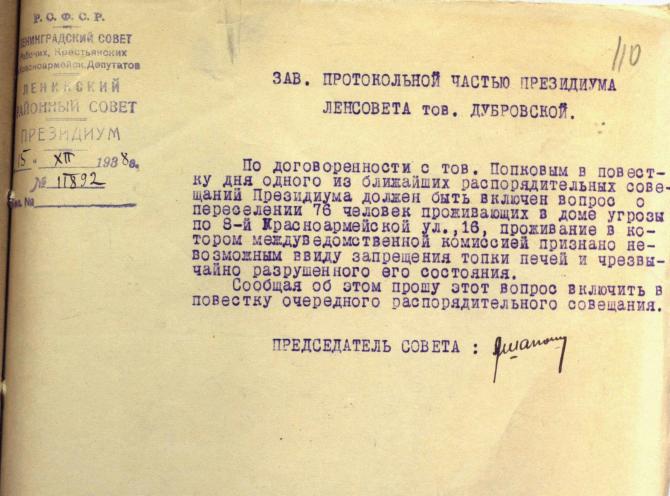 Р.С.Ф.С.Р.
ЛЕНИНГРАДСКИЙ СОВЕТ
Рабочих, Крестьянских
Красноармейск. Депутатов
ЛЕНИНСКИЙ
РАЙОННЫЙ СОВЕТ
ПРЕЗИДИУМ
15 " XII 1938 г.
№ 11892
№
110
ЗАВ. ПРОТОКОЛЬНОЙ ЧАСТЬЮ ПРЕЗИДИУМА
ЛЕНСОВЕТА тов. ДУБРОВСКОЙ.
По договоренности с тов. Попковым в повест-
ку дня одного из ближайших распорядительных сове-
щаний Президиума должен быть включен вопрос о
переселении 76 человек проживающих в доме угрозы
по 8-й Красноармейской ул.,16, проживание в ко-
тором междуведомственной комиссией признано не-
возможным ввиду запрещения топки печей и чрезвы-
чайно разрушенного его состояния.
Сообщая об этом прошу этот вопрос включить в
повестку очередного распорядительного совещания.
ПРЕДСЕДАТЕЛЬ СОВЕТА :